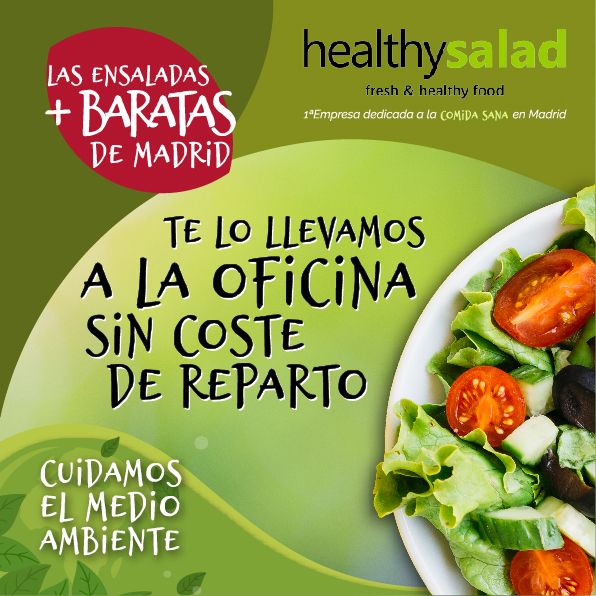 LAS ENSALADAS
+ BARATAS
DE MADRID
healthysalad
fresh & healthy food
1ªEmpresa dedicada a la COMIDA SANA en Madrid
TE LO LLEVAMOS
A LA OFICINA
SIN COSTE
DE REPARTO
CUIDAMOS
EL MEDIO
AMBIENTE